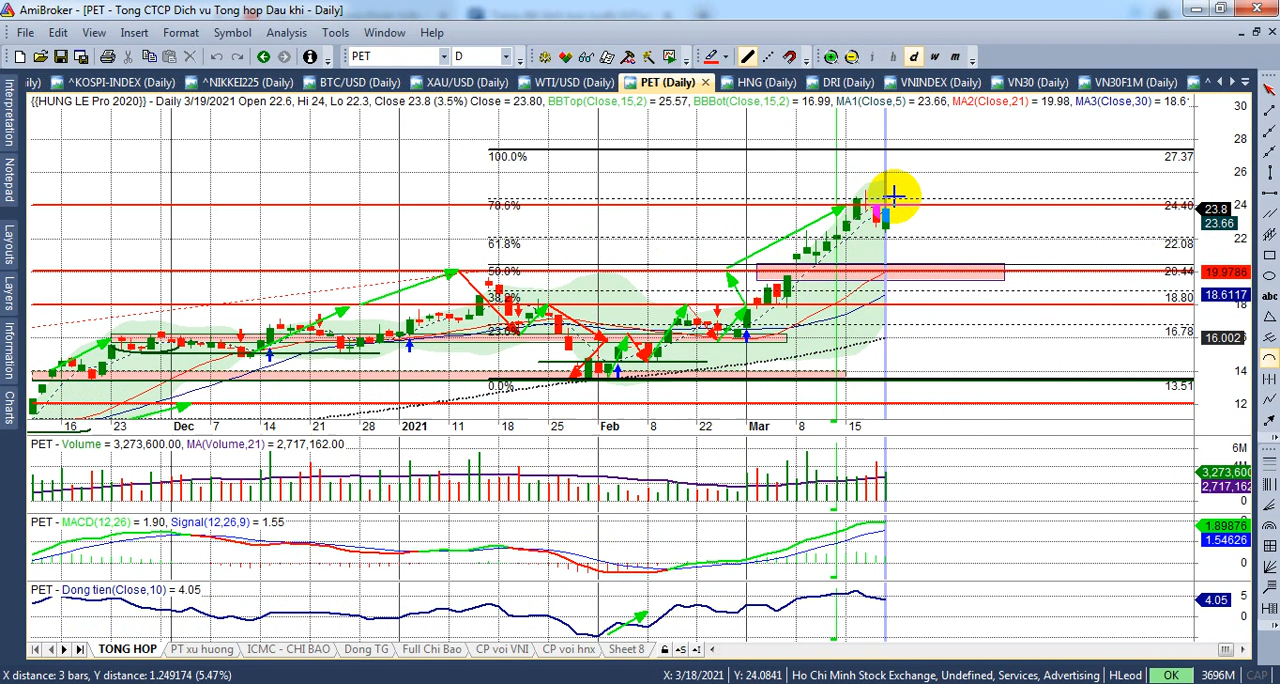 AmiBroker - [PET - Tong CTCP Dich vu Tong hop Dau khi - Daily]
File Edit View Insert Format Symbol Analysis Tools Window Help
PET D i h d w m
ily) ^KOSPI-INDEX (Daily) ^NIKKEI225 (Daily) BTC/USD (Daily) XAU/USD (Daily) WTI/USD (Daily) PET (Daily) HNG (Daily) DRI (Daily) VNINDEX (Daily) VN30 (Daily) VN30F1M (Daily)
{{HUNG LE Pro 2020}} - Daily 3/19/2021 Open 22.6, Hi 24, Lo 22.3, Close 23.8 (3.5%) Close = 23.80, BBTop(Close,15,2) = 25.57, BBBot(Close,15,2) = 16.99, MA1(Close,5) = 23.66, MA2(Close,21) = 19.98, MA3(Close,30) = 18.6
Interpretation
Notepad
Layouts
Layers
Information
Charts
abc
30
28
100.0% 27.37
26
78.6% 24.40 24
23.8
23.66
22
61.8% 22.08
50.0% 20.44
19.9786
38.2% 18.80
18.6117
18
23.6% 16.78
16.002
14
0.0% 13.51
12
16 23 Dec 7 14 21 28 2021 11 18 25 Feb 8 22 Mar 8 15
PET - Volume = 3,273,600.00, MA(Volume,21) = 2,717,162.00
6M
3,273,600
2,717,162
0
PET - MACD(12,26) = 1.90, Signal(12,26,9) = 1.55
1.89876
1.54626
0
PET - Dong tien(Close,10) = 4.05
5
4.05
0
TONG HOP PT xu huong ICMC - CHI BAO Dong TG Full Chi Bao CP voi VNI CP voi hnx Sheet 8
X distance: 3 bars, Y distance: 1.249174 (5.47%) X: 3/18/2021 Y: 24.0841 Ho Chi Minh Stock Exchange, Undefined, Services, Advertising HLeod OK 3696M CAP